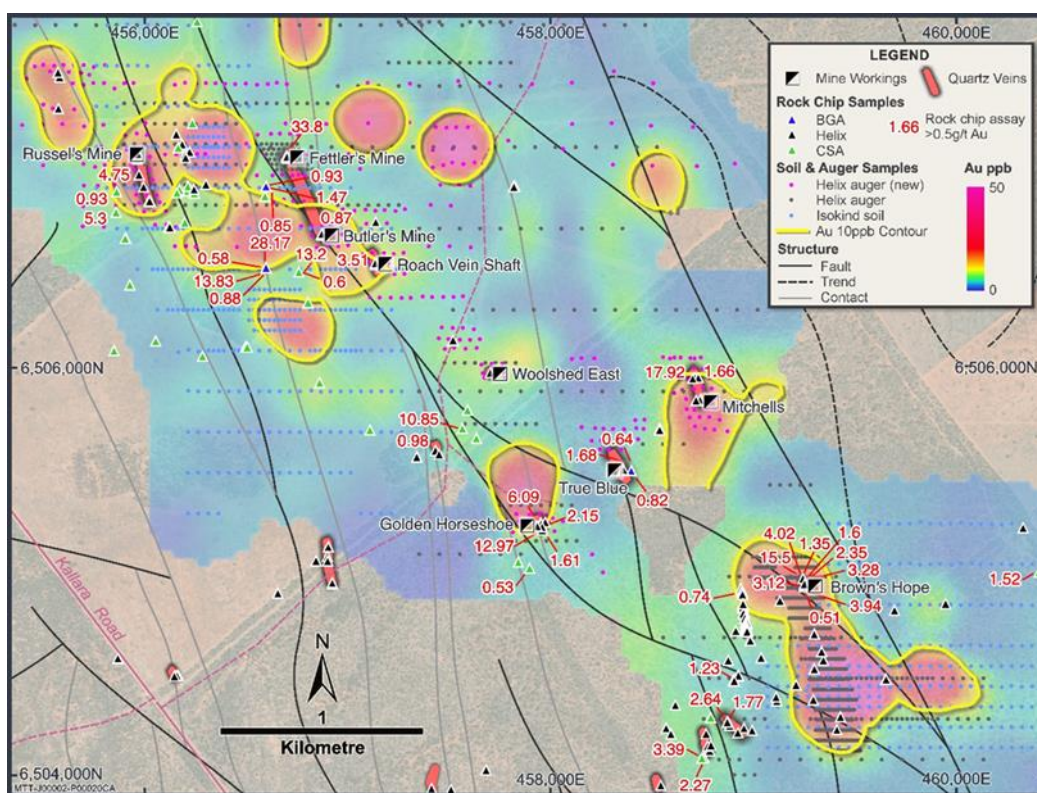 456,000E
458,000E
460,000E
LEGEND
Mine Workings
Quartz Veins
Rock Chip Samples
BGA
Helix
CSA
1.66
Rock chip assay
>0.5g/t Au
Soil & Auger Samples
Helix auger (new)
Helix auger
Isokind soil
Au 10ppb Contour
Au ppb
50
0
Structure
Fault
Trend
Contact
33.8
Russel's Mine
Fettler's Mine
4.75
0.93
0.93
1.47
5.3
0.85
0.87
28.17
Butler's Mine
0.58
13.2
3.51
Roach Vein Shaft
13.83
0.6
0.88
6,506,000N
Woolshed East
17.92
1.66
6,506,000N
Mitchells
10.85
0.98
0.64
1.68
True Blue
0.82
6.09
Golden Horseshoe
2.15
12.97
1.61
0.53
4.02
1.6
1.35
15.5
2.35
3.28
3.12
Brown's Hope
1.52
0.74
3.94
0.51
Kallara Road
N
1.23
1
2.64
1.77
Kilometre
3.39
2.27
6,504,000N
458,000E
460,000E
MTT-J00002-P00020CA